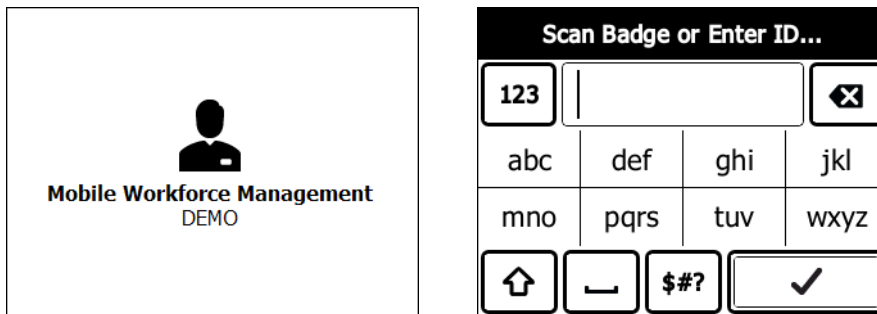 Mobile Workforce Management
DEMO
Scan Badge or Enter ID...
123
abc def ghi jkl
mno pqrs tuv wxyz
$#?